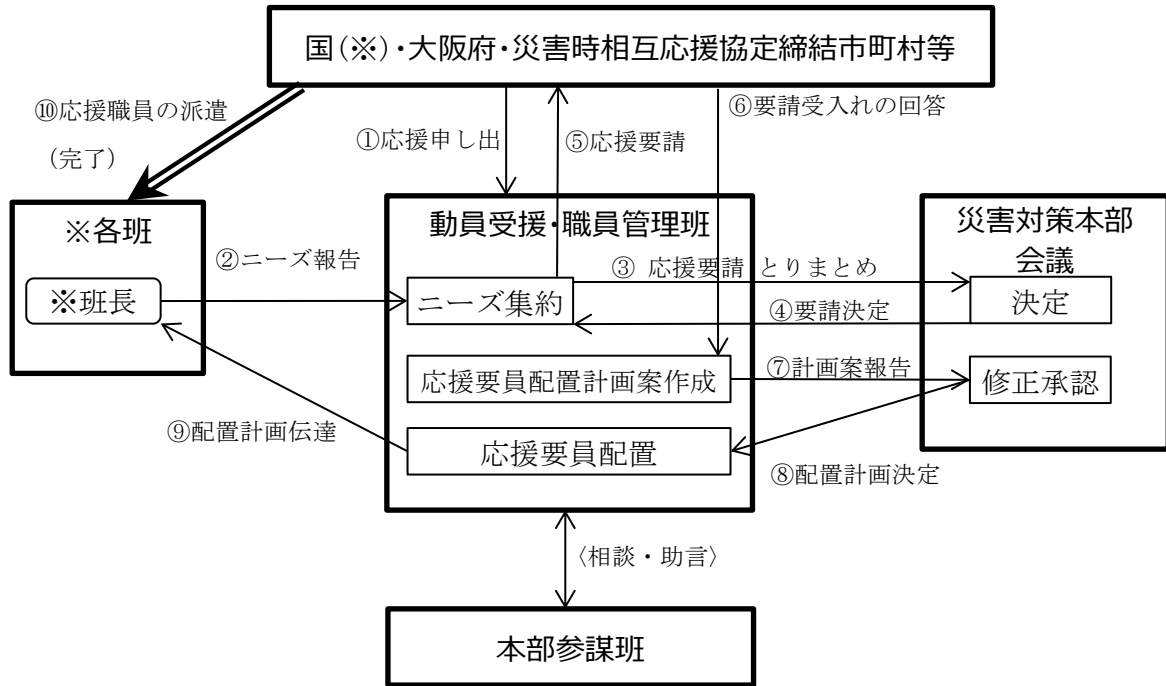 国(※)・大阪府・災害時相互応援協定締結市町村等
⑩応援職員の派遣
(完了)
①応援申し出
⑤応援要請
⑥要請受入れの回答
※各班
※班長
②ニーズ報告
動員受援・職員管理班
ニーズ集約
③ 応援要請 とりまとめ
④要請決定
災害対策本部
会議
決定
応援要員配置計画案作成
⑦計画案報告
修正承認
⑨配置計画伝達
応援要員配置
⑧配置計画決定
〈相談・助言〉
本部参謀班